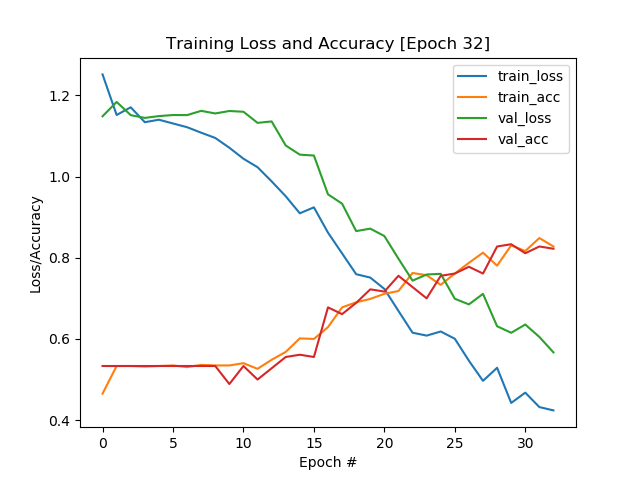 Training Loss and Accuracy [Epoch 32]
train_loss
train_acc
val_loss
val_acc
Loss/Accuracy
1.2
1.0
0.8
0.6
0.4
0 5 10 15 20 25 30
Epoch #